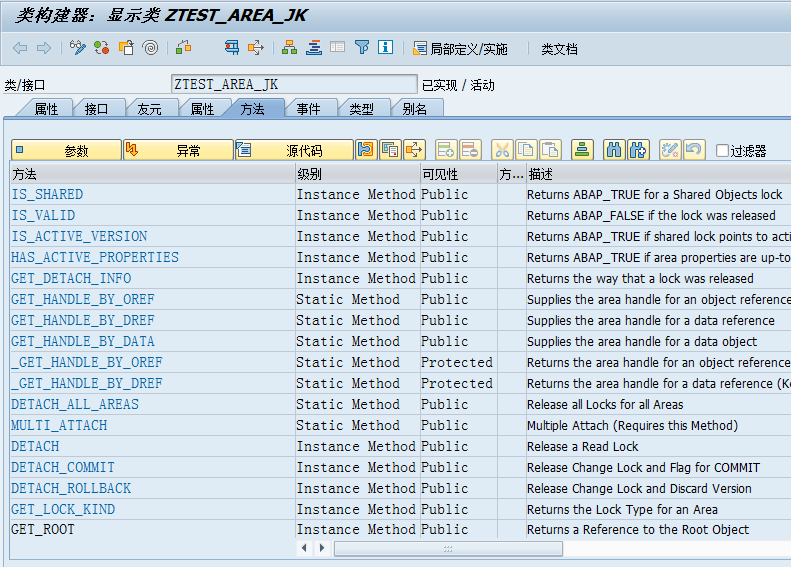 类构建器：显示类 ZTEST_AREA_JK
局部定义/实施 类文档
类/接口 ZTEST_AREA_JK 已实现 / 活动
属性 接口 友元 属性 方法 事件 类型 别名
参数 异常 源代码 过滤器
方法 级别 可见性 方... 描述
IS_SHARED Instance Method Public Returns ABAP_TRUE for a Shared Objects lock
IS_VALID Instance Method Public Returns ABAP_FALSE if the lock was released
IS_ACTIVE_VERSION Instance Method Public Returns ABAP_TRUE if shared lock points to acti
HAS_ACTIVE_PROPERTIES Instance Method Public Returns ABAP_TRUE if area properties are up-to
GET_DETACH_INFO Instance Method Public Returns the way that a lock was released
GET_HANDLE_BY_OREF Static Method Public Supplies the area handle for an object reference
GET_HANDLE_BY_DREF Static Method Public Supplies the area handle for a data reference
GET_HANDLE_BY_DATA Static Method Public Supplies the area handle for a data object
_GET_HANDLE_BY_OREF Static Method Protected Returns the area handle for an object reference
_GET_HANDLE_BY_DREF Static Method Protected Returns the area handle for a data reference (Ke
DETACH_ALL_AREAS Static Method Public Release all Locks for all Areas
MULTI_ATTACH Static Method Public Multiple Attach (Requires this Method)
DETACH Instance Method Public Release a Read Lock
DETACH_COMMIT Instance Method Public Release Change Lock and Flag for COMMIT
DETACH_ROLLBACK Instance Method Public Release Change Lock and Discard Version
GET_LOCK_KIND Instance Method Public Returns the Lock Type for an Area
GET_ROOT Instance Method Public Returns a Reference to the Root Object